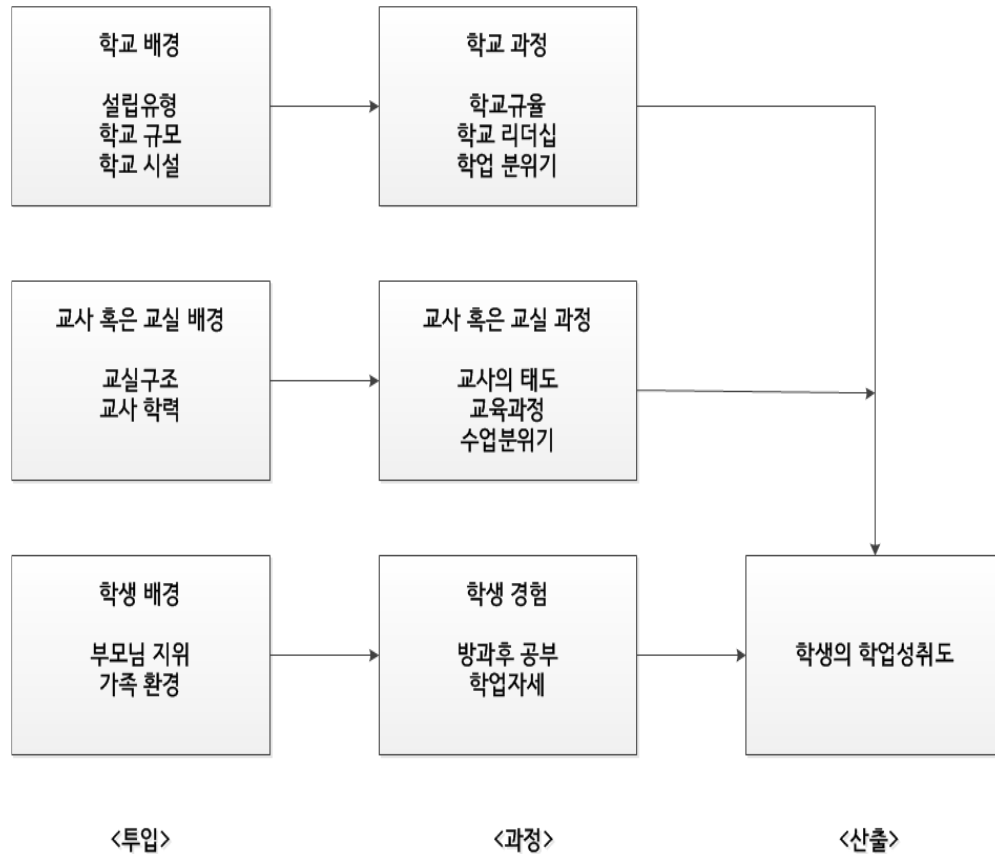 학교 배경
설립유형
학교 규모
학교 시설
학교 과정
학교규율
학교 리더십
학업 분위기
교사 혹은 교실 배경
교실구조
교사 학력
교사 혹은 교실 과정
교사의 태도
교육과정
수업분위기
학생 배경
부모님 지위
가족 환경
학생 경험
방과후 공부
학업자세
학생의 학업성취도
<투입>
<과정>
<산출>